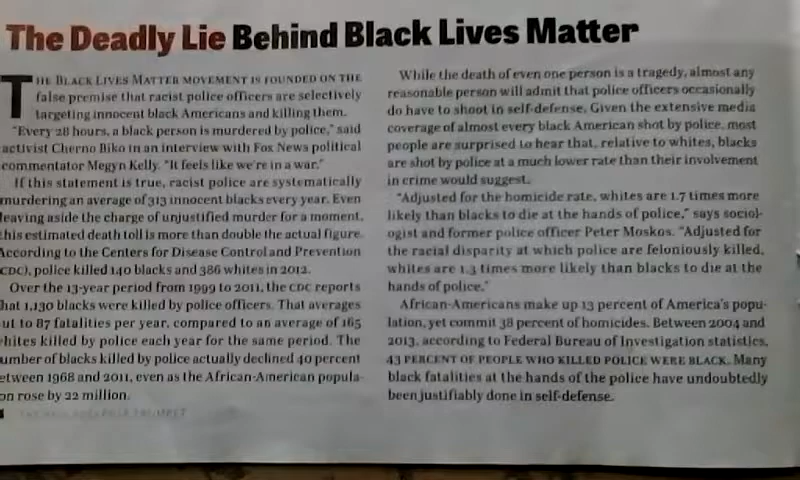 The Deadly Lie Behind Black Lives Matter
THE BLACK LIVES MATTER MOVEMENT IS FOUNDED ON THE
false premise that racist police officers are selectively
targeting innocent black Americans and killing them.
"Every 28 hours, a black person is murdered by police," said
activist Cherno Biko in an interview with Fox News political
commentator Megyn Kelly. "It feels like we're in a war."
If this statement is true, racist police are systematically
murdering an average of 313 innocent blacks every year. Even
leaving aside the charge of unjustified murder for a moment,
this estimated death toll is more than double the actual figure.
According to the Centers for Disease Control and Prevention
CDC), police killed 140 blacks and 386 whites in 2012.
Over the 13-year period from 1999 to 2011, the CDC reports
hat 1,130 blacks were killed by police officers. That averages
ut to 87 fatalities per year, compared to an average of 165
hites killed by police each year for the same period. The
umber of blacks killed by police actually declined 40 percent
etween 1968 and 2011, even as the African-American popula-
on rose by 22 million.
While the death of even one person is a tragedy, almost any
reasonable person will admit that police officers occasionally
do have to shoot in self-defense. Given the extensive media
coverage of almost every black American shot by police, most
people are surprised to hear that, relative to whites, blacks
are shot by police at a much lower rate than their involvement
in crime would suggest.
"Adjusted for the homicide rate, whites are 1.7 times more
likely than blacks to die at the hands of police," says sociol-
ogist and former police officer Peter Moskos. "Adjusted for
the racial disparity at which police are feloniously killed,
whites are 1.3 times more likely than blacks to die at the
hands of police."
African-Americans make up 13 percent of America's popu-
lation, yet commit 38 percent of homicides. Between 2004 and
2013, according to Federal Bureau of Investigation statistics,
43 PERCENT OF PEOPLE WHO KILLED POLICE WERE BLACK. Many
black fatalities at the hands of the police have undoubtedly
been justifiably done in self-defense.
THE PHILADELPHIA TRUMPET